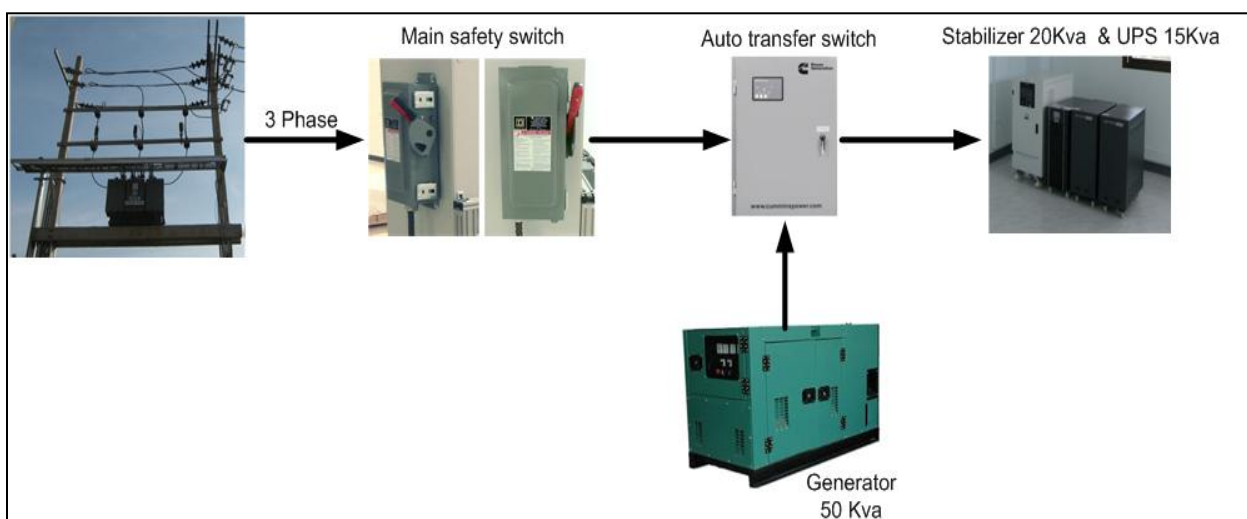 Main safety switch
Auto transfer switch
Stabilizer 20Kva & UPS 15Kva
3 Phase
www.cumminspower.com
Generator
50 Kva